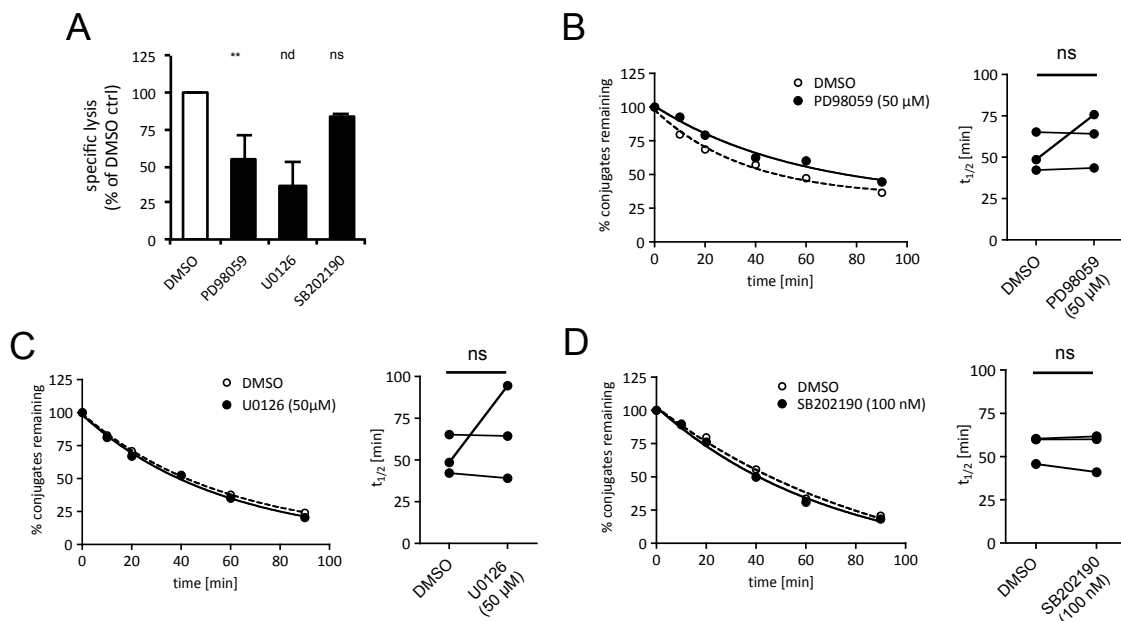 A
specific lysis
(% of DMSO ctrl)
125
100
75
50
25
0
** nd ns
DMSO
PD98059
U0126
SB202190
B
% conjugates remaining
125
100
75
50
25
0
DMSO
PD98059 (50 µM)
0 20 40 60 80 100
time [min]
ns
t1/2 [min]
100
75
50
25
0
DMSO
PD98059
(50 µM)
C
% conjugates remaining
125
100
75
50
25
0
DMSO
U0126 (50µM)
0 20 40 60 80 100
time [min]
ns
t1/2 [min]
100
75
50
25
0
DMSO
U0126
(50 µM)
D
% conjugates remaining
125
100
75
50
25
0
DMSO
SB202190 (100 nM)
0 20 40 60 80 100
time [min]
ns
t1/2 [min]
100
75
50
25
0
DMSO
SB202190
(100 nM)